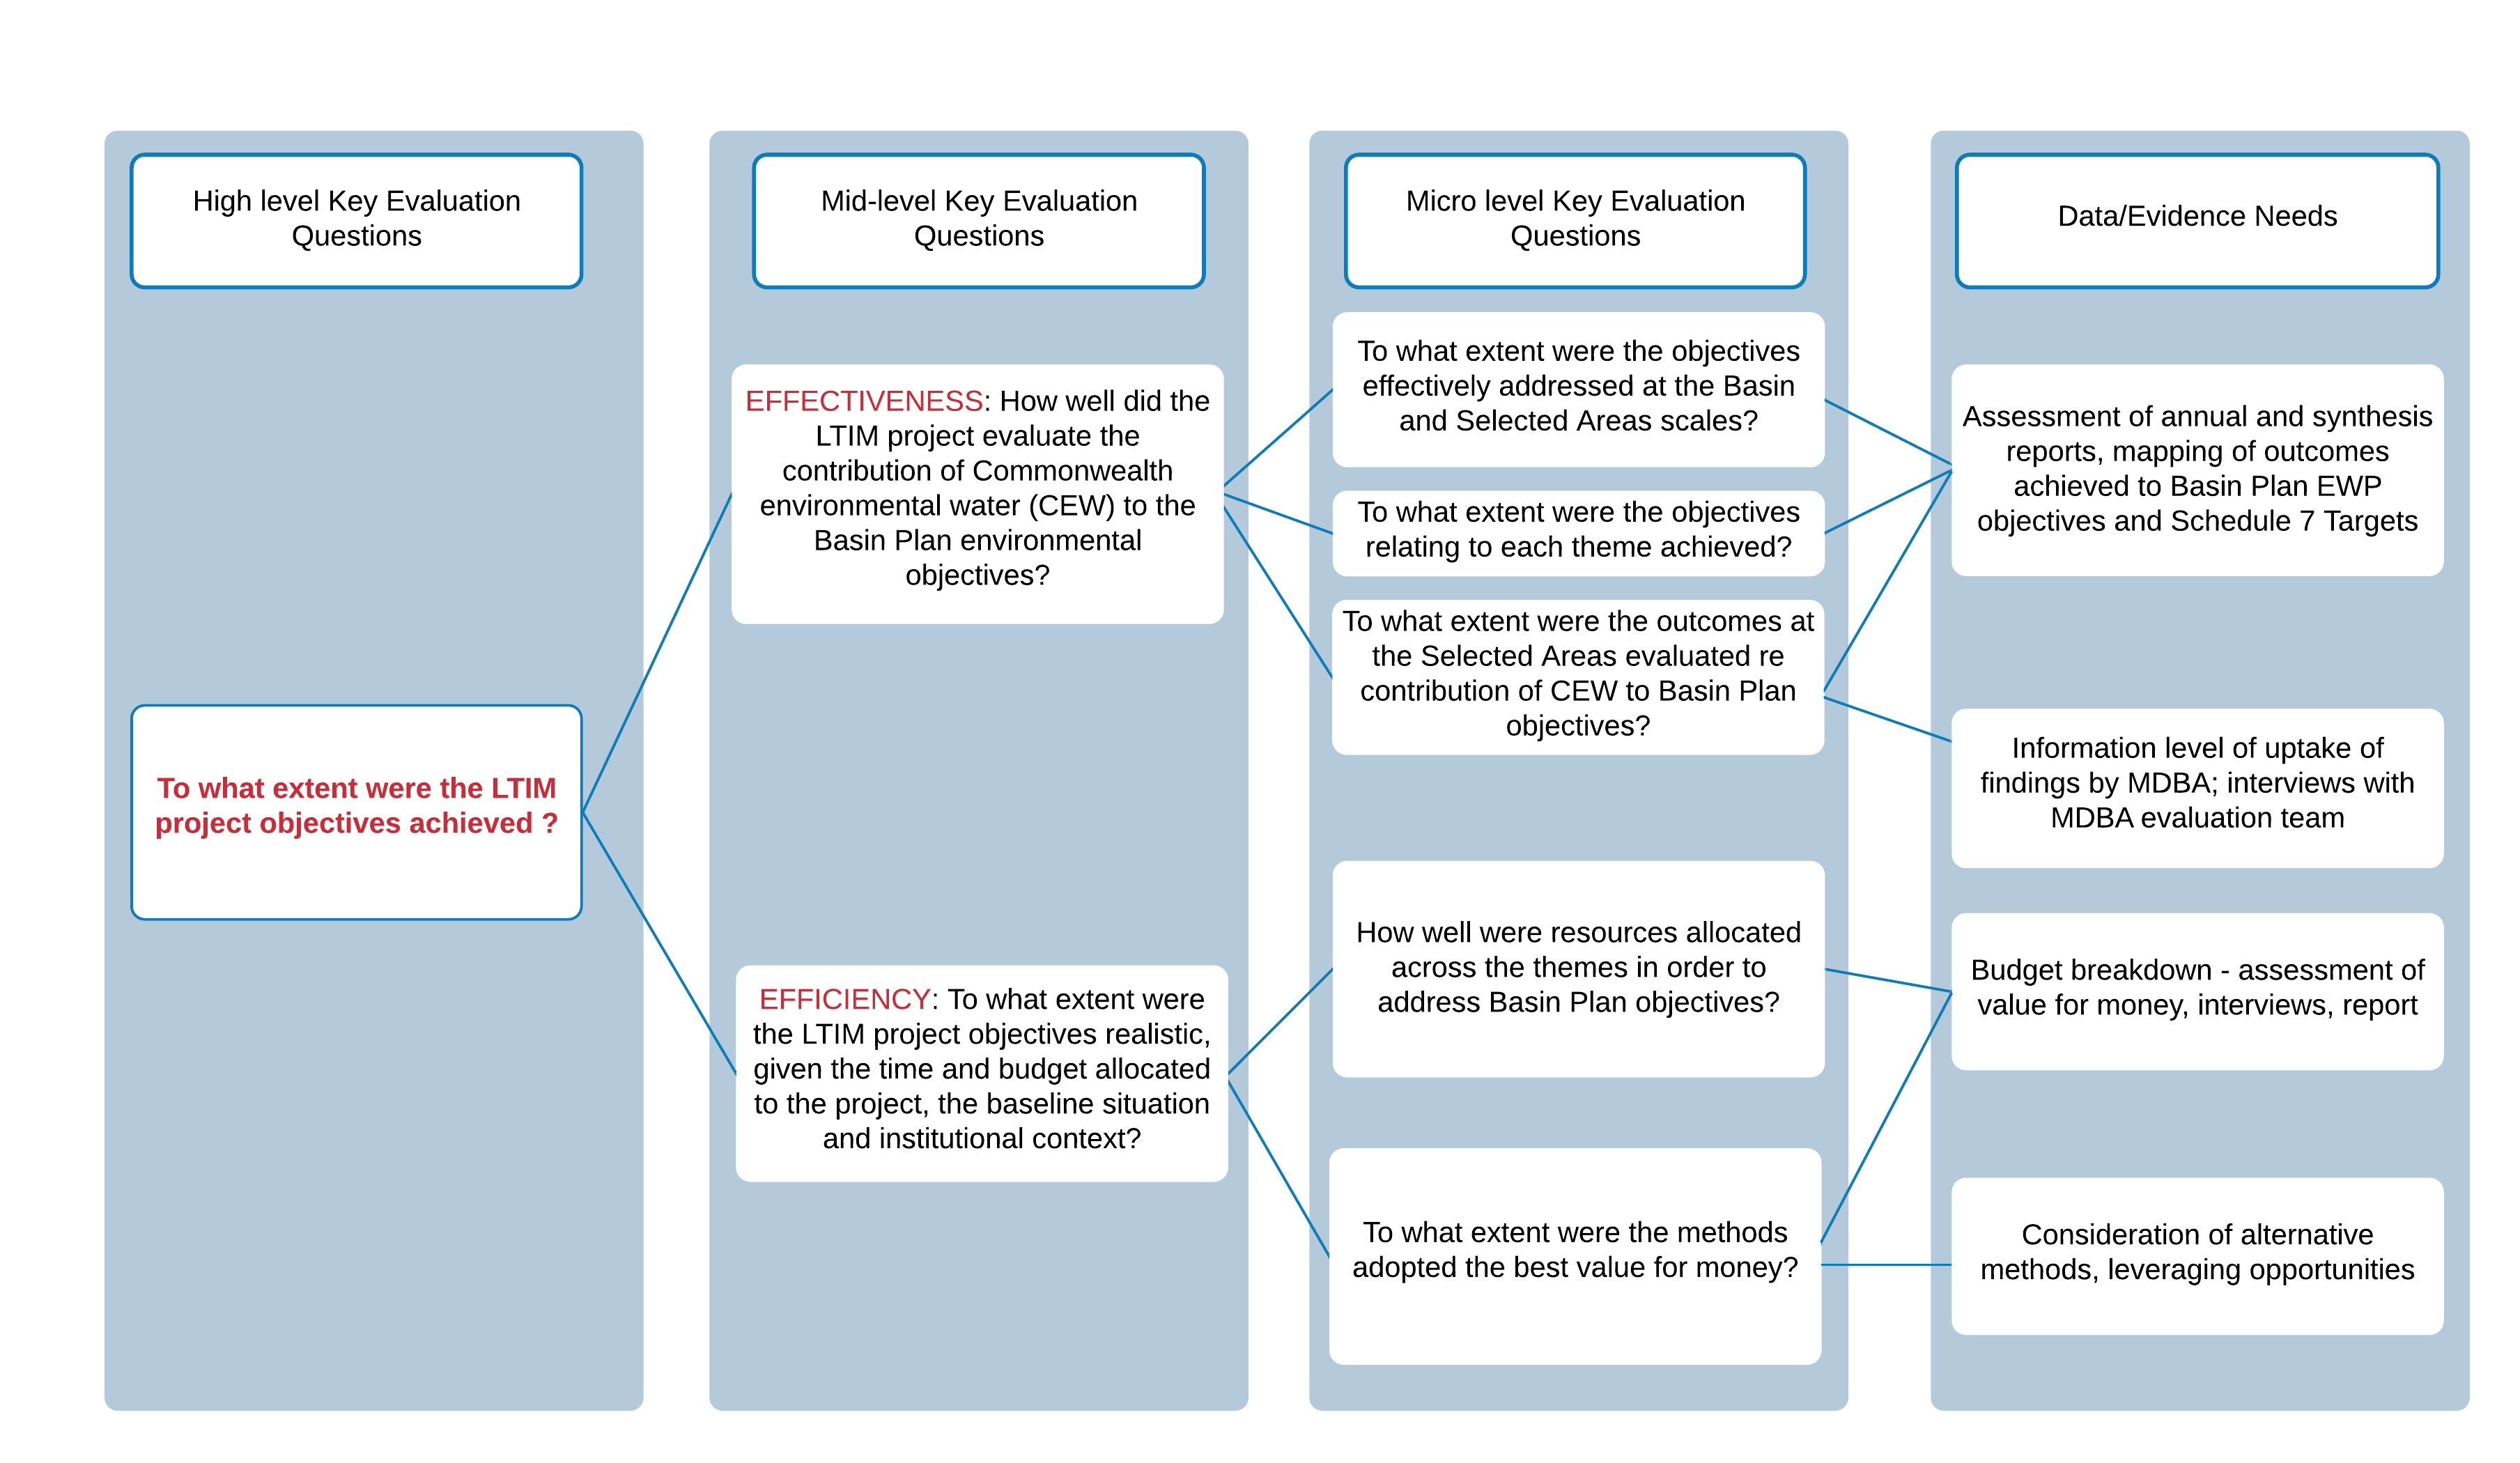 High level Key Evaluation
Questions
To what extent were the LTIM
project objectives achieved ?
Mid-level Key Evaluation
Questions
EFFECTIVENESS: How well did the
LTIM project evaluate the
contribution of Commonwealth
environmental water (CEW) to the
Basin Plan environmental
objectives?
EFFICIENCY: To what extent were
the LTIM project objectives realistic,
given the time and budget allocated
to the project, the baseline situation
and institutional context?
Micro level Key Evaluation
Questions
To what extent were the objectives
effectively addressed at the Basin
and Selected Areas scales?
To what extent were the objectives
relating to each theme achieved?
To what extent were the outcomes at
the Selected Areas evaluated re
contribution of CEW to Basin Plan
objectives?
How well were resources allocated
across the themes in order to
address Basin Plan objectives?
To what extent were the methods
adopted the best value for money?
Data/Evidence Needs
Assessment of annual and synthesis
reports, mapping of outcomes
achieved to Basin Plan EWP
objectives and Schedule 7 Targets
Information level of uptake of
findings by MDBA; interviews with
MDBA evaluation team
Budget breakdown - assessment of
value for money, interviews, report
Consideration of alternative
methods, leveraging opportunities